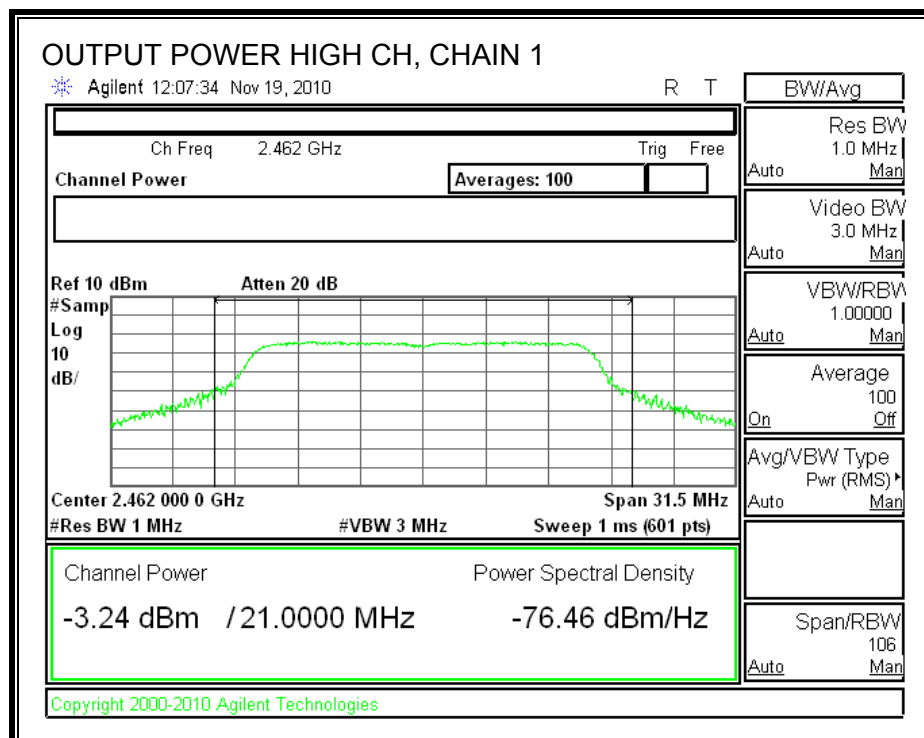 OUTPUT POWER HIGH CH, CHAIN 1
Agilent 12:07:34 Nov 19, 2010 R T
BW/Avg
Ch Freq 2.462 GHz Trig Free
Channel Power Averages: 100
Res BW
1.0 MHz
Auto Man
Video BW
3.0 MHz
Auto Man
Ref 10 dBm Atten 20 dB
#Samp
Log
10
dB/
VBW/RBW
1.00000
Auto Man
Average
100
On Off
Avg/VBW Type
Pwr (RMS)
Auto Man
Center 2.462 000 0 GHz Span 31.5 MHz
#Res BW 1 MHz #VBW 3 MHz Sweep 1 ms (601 pts)
Channel Power Power Spectral Density
-3.24 dBm / 21.0000 MHz -76.46 dBm/Hz
Span/RBW
106
Auto Man
Copyright 2000-2010 Agilent Technologies